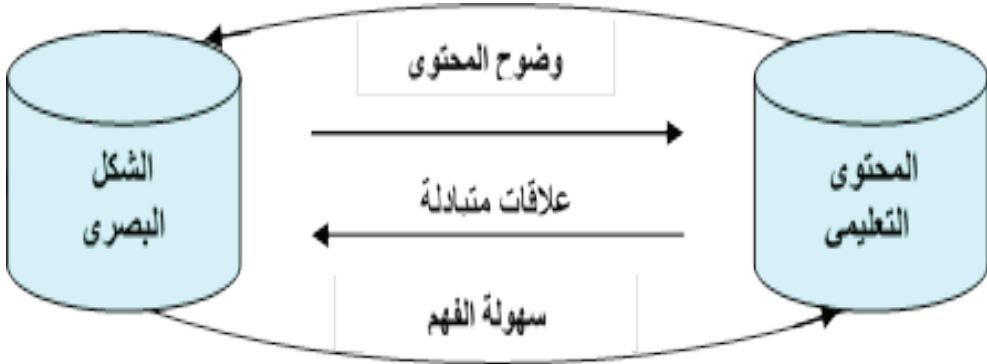 وضوح المحتوى
المحتوى
التعليمى
علاقات متبادلة
الشكل
البصرى
سهولة الفهم